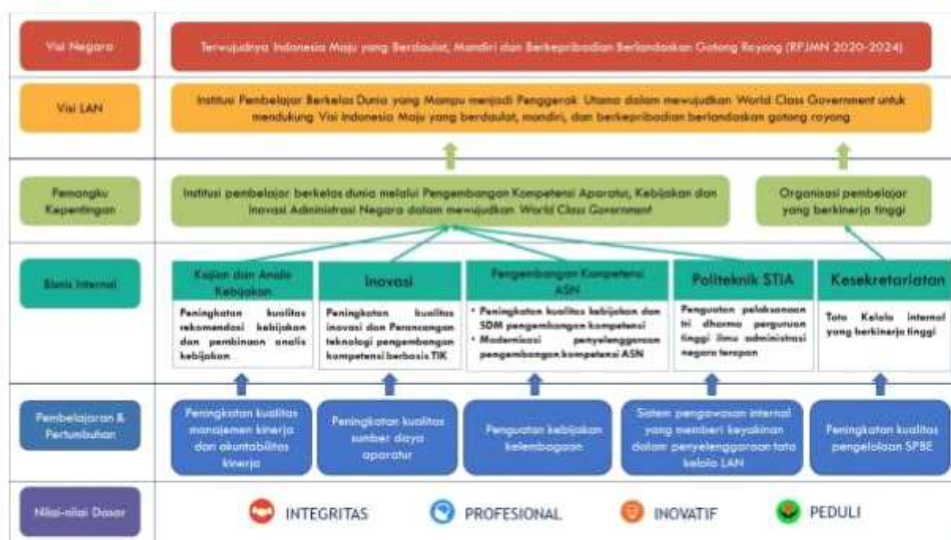 Visi Negara
Terwujudnya Indonesia Maju yang Berdaulat, Mandiri dan Berkepribadian Berlandaskan Gotong Royong (RPJMN 2020-2024)
Visi LAN
Institusi Pembelajar Berkelas Dunia yang Mampu menjadi Penggerak Utama dalam mewujudkan World Class Government untuk
mendukung Visi Indonesia Maju yang berdaulat, mandiri, dan berkepribadian berlandaskan gotong royong
Pemangku
Kepentingan
Institusi pembelajar berkelas dunia melalui Pengembangan Kompetensi Aparatur, Kebijakan dan
Inovasi Administrasi Negara dalam mewujudkan World Class Government
Organisasi pembelajar
yang berkinerja tinggi
Bisnis Internal
Kajian dan Analis
Kebijakan
Peningkatan kualitas
rekomendasi kebijakan
dan pembinaan analis
kebijakan
Inovasi
Peningkatan kualitas
inovasi dan Perancangan
teknologi pengembangan
kompetensi berbasis TIK
Pengembangan Kompetensi
ASN
• Peningkatan kualitas kebijakan dan
SDM pengembangan kompetensi
• Modernisasi penyelenggaraan
pengembangan kompetensi ASN
Politeknik STIA
Penguatan pelaksanaan
tri dharma perguruan
tinggi ilmu administrasi
negara terapan
Kesekretariatan
Tata Kelola internal
yang berkinerja tinggi
Pembelajaran &
Pertumbuhan
Peningkatan kualitas
manajemen kinerja
dan akuntabilitas
kinerja
Peningkatan kualitas
sumber daya
aparatur
Penguatan kebijakan
kelembagaan
Sistem pengawasan internal
yang memberi keyakinan
dalam penyelenggaraan tata
kelola LAN
Peningkatan kualitas
pengelolaan SPBE
Nilai-nilai Dasar
INTEGRITAS
PROFESIONAL
INOVATIF
PEDULI